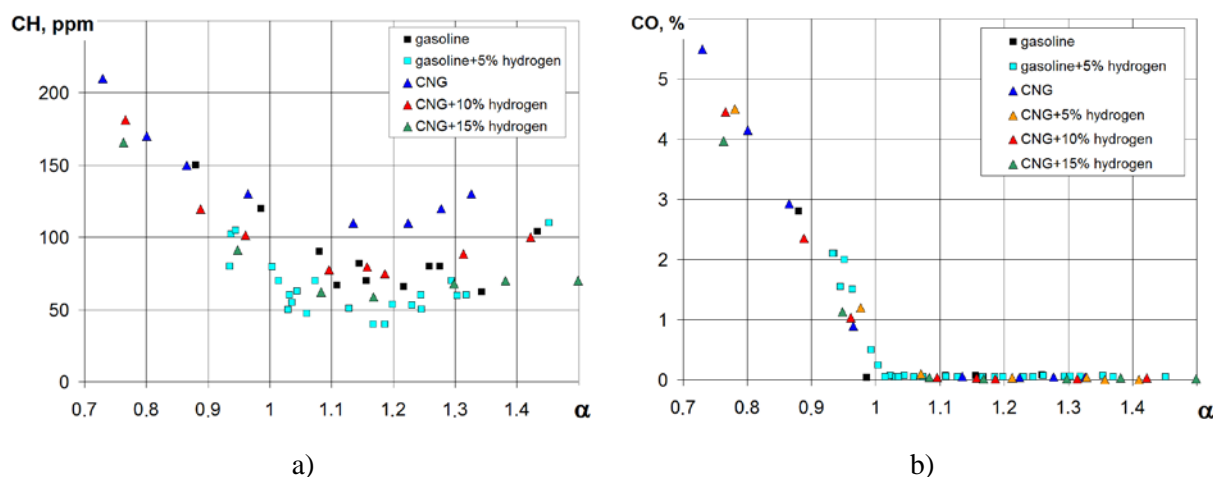 CH, ppm
gasoline
gasoline+5% hydrogen
CNG
CNG+10% hydrogen
CNG+15% hydrogen
200
150
100
50
0
0.7 0.8 0.9 1 1.1 1.2 1.3 1.4 α
a)
CO, %
gasoline
gasoline+5% hydrogen
CNG
CNG+5% hydrogen
CNG+10% hydrogen
CNG+15% hydrogen
5
4
3
2
1
0
0.7 0.8 0.9 1 1.1 1.2 1.3 1.4 α
b)